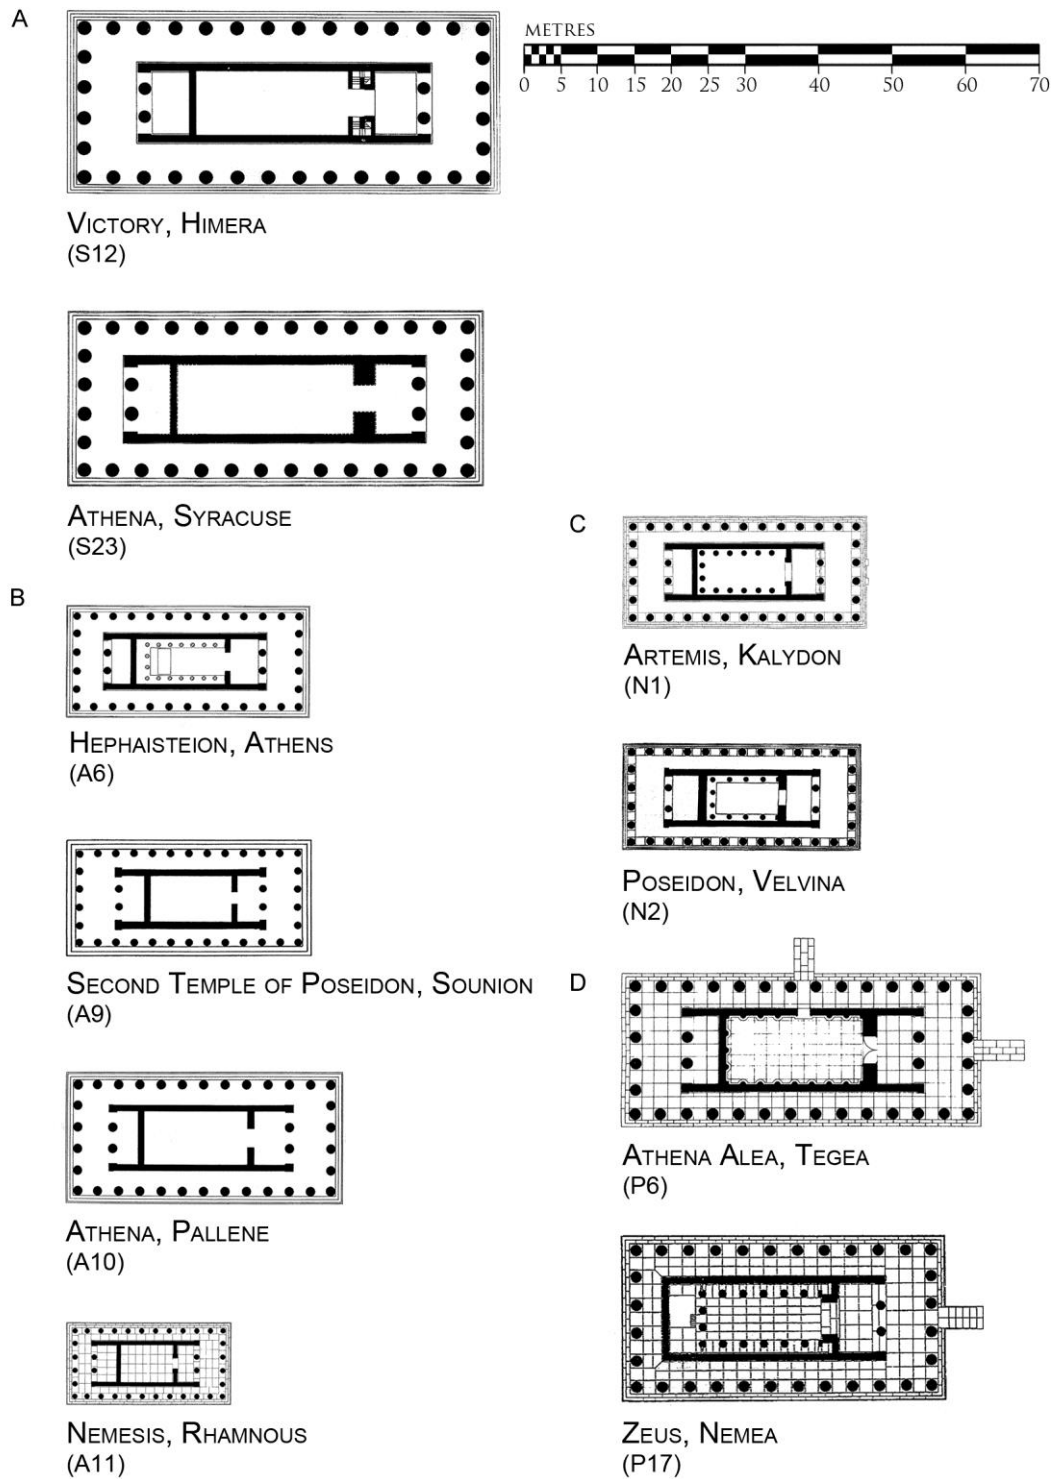 A
METRES
0 5 10 15 20 25 30 40 50 60 70
VICTORY, HIMERA
(S12)
ATHENA, SYRACUSE
(S23)
B
HEPHAISTEION, ATHENS
(A6)
SECOND TEMPLE OF POSEIDON, SOUNION
(A9)
ATHENA, PALLENE
(A10)
NEMESIS, RHAMNOUS
(A11)
C
ARTEMIS, KALYDON
(N1)
POSEIDON, VELVINA
(N2)
D
ATHENA ALEA, TEGEA
(P6)
ZEUS, NEMEA
(P17)